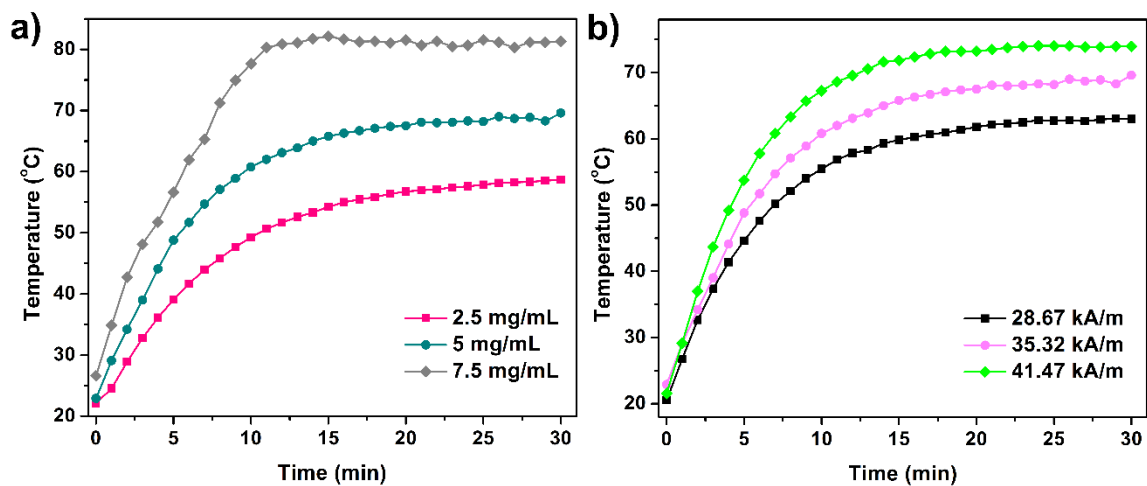 a)
Temperature (°C)
80
70
60
50
40
30
20
2.5 mg/mL
5 mg/mL
7.5 mg/mL
0 5 10 15 20 25 30
Time (min)
b)
Temperature (°C)
70
60
50
40
30
20
28.67 kA/m
35.32 kA/m
41.47 kA/m
0 5 10 15 20 25 30
Time (min)